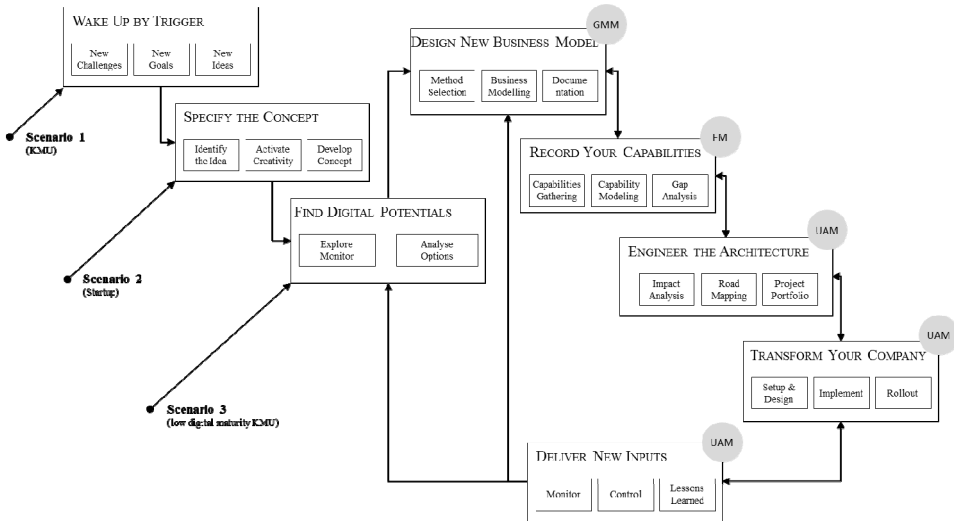 WAKE UP BY TRIGGER
New
Challenges
New
Goals
New
Ideas
Scenario 1
(KMU)
SPECIFY THE CONCEPT
Identify
the Idea
Activate
Creativity
Develop
Concept
Scenario 2
(Startup)
FIND DIGITAL POTENTIALS
Explore
Monitor
Analyse
Options
Scenario 3
(low digital maturity KMU)
GMM
DESIGN NEW BUSINESS MODEL
Method
Selection
Business
Modelling
Docume
ntation
FM
RECORD YOUR CAPABILITIES
Capabilities
Gathering
Capability
Modeling
Gap
Analysis
UAM
ENGINEER THE ARCHITECTURE
Impact
Analysis
Road
Mapping
Project
Portfolio
UAM
TRANSFORM YOUR COMPANY
Setup &
Design
Implement
Rollout
UAM
DELIVER NEW INPUTS
Monitor
Control
Lessons
Learned